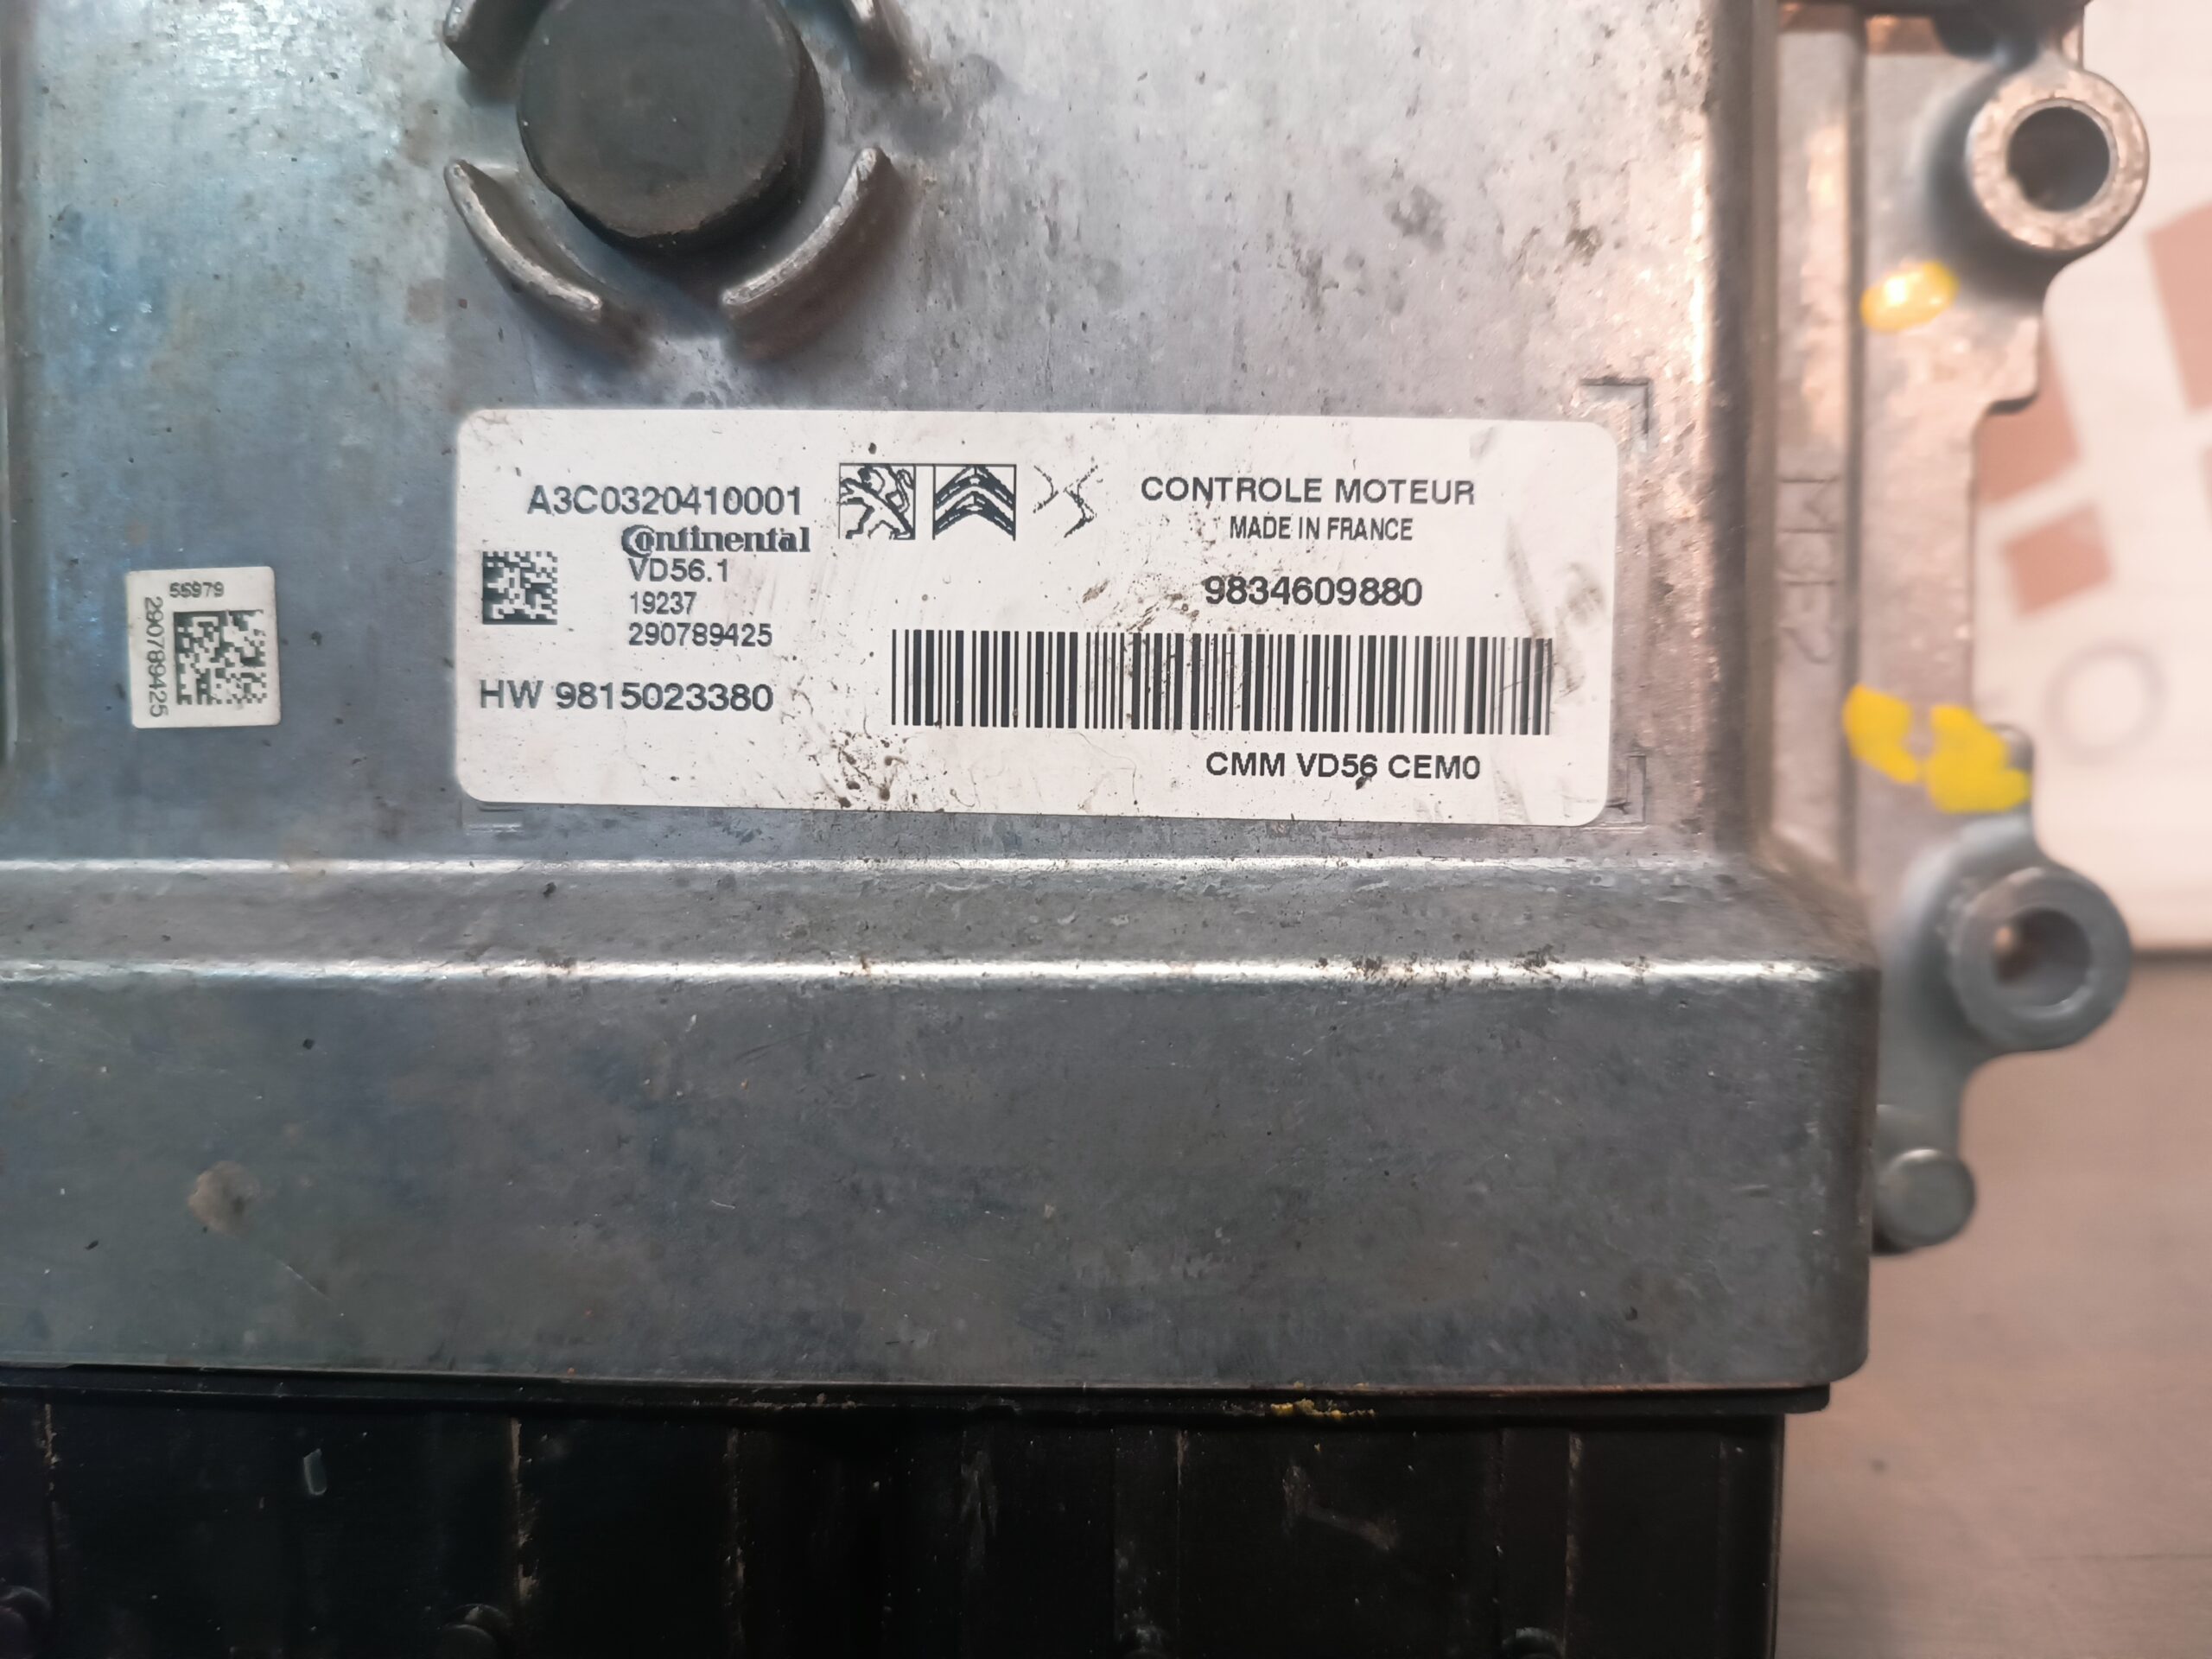 A3C0320410001
Continental
VD56.1
19237
290789425
HW 9815023380
CONTROLE MOTEUR
MADE IN FRANCE
9834609880
CMM VD56 CEM0
55979
290789425